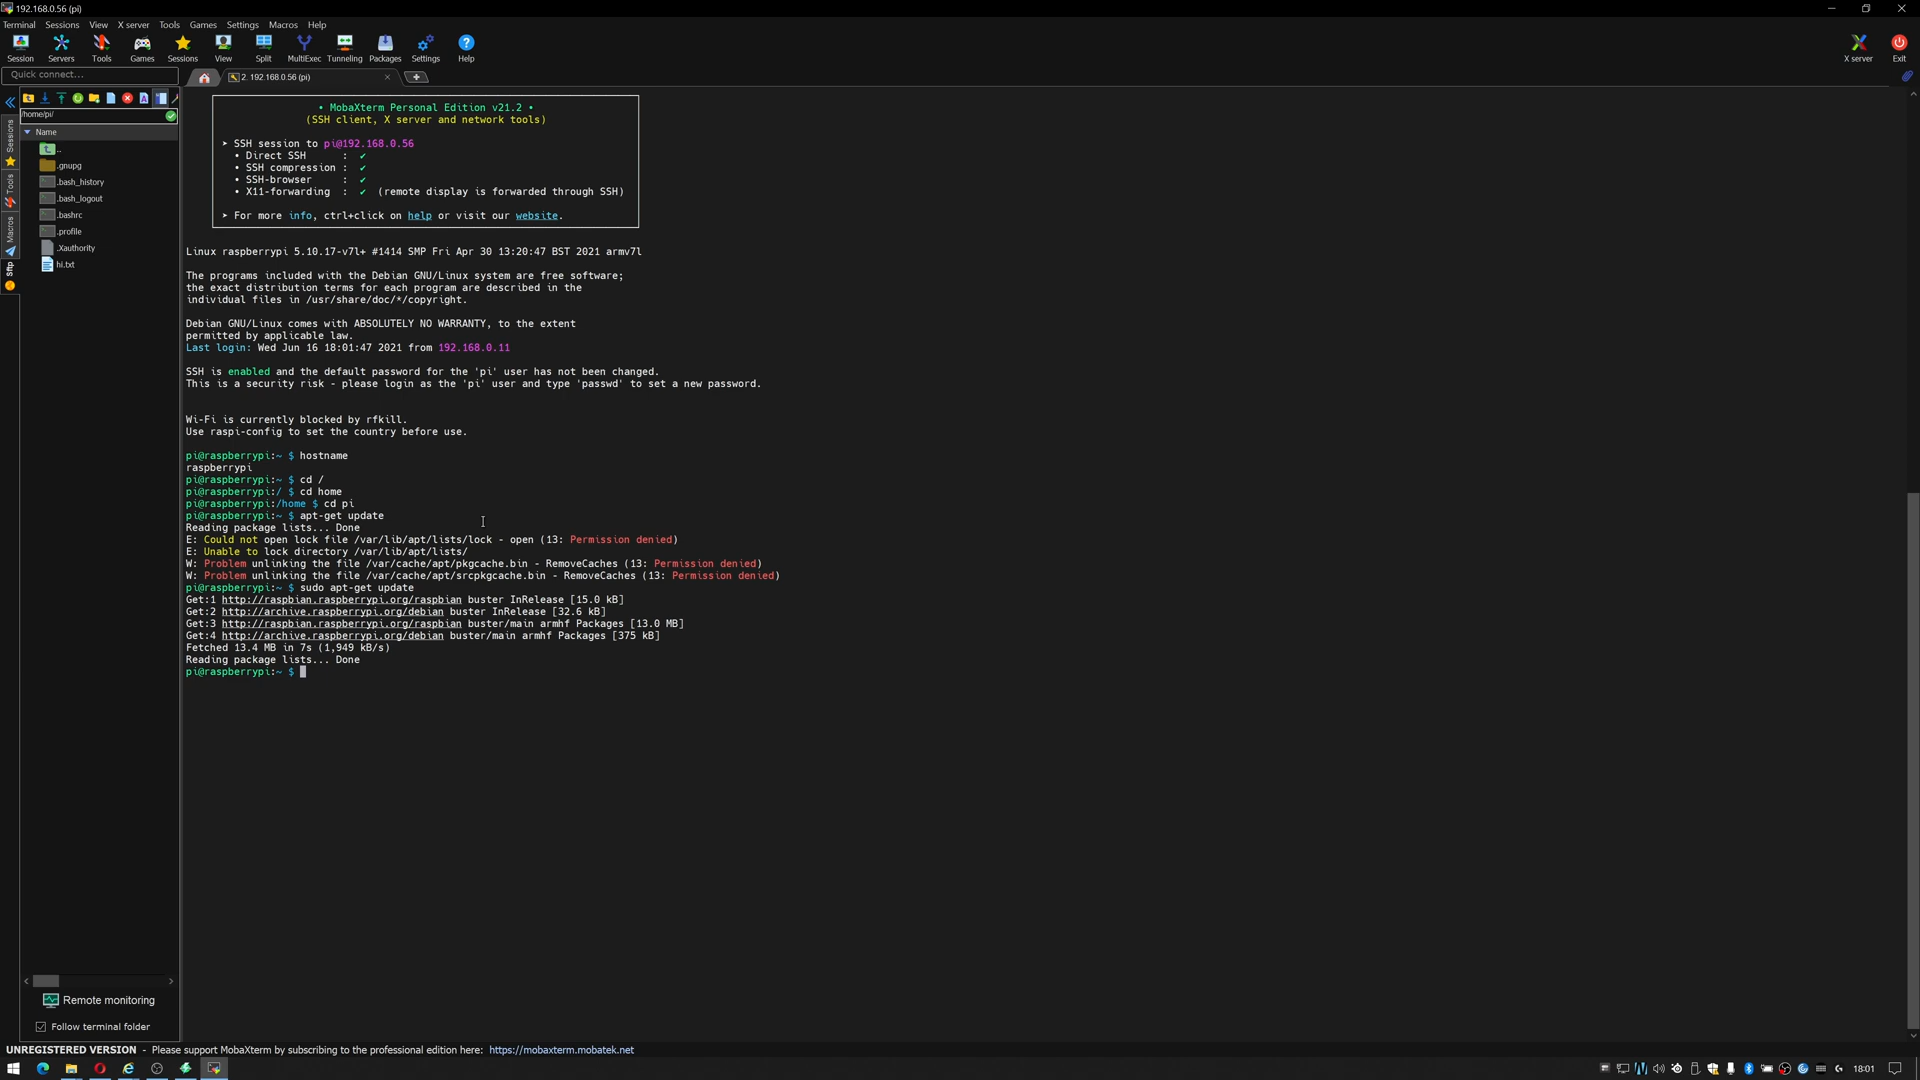 192.168.0.56 (pi)
Terminal Sessions View X server Tools Games Settings Macros Help
Session Servers Tools Games Sessions View Split MultiExec Tunneling Packages Settings Help X server Exit
Quick connect...
2. 192.168.0.56 (pi)
/home/pi/
Name
..
.gnupg
.bash_history
.bash_logout
.bashrc
.profile
.Xauthority
hi.txt
Sessions
Tools
Macros
Sftp
• MobaXterm Personal Edition v21.2 •
(SSH client, X server and network tools)
➤ SSH session to pi@192.168.0.56
• Direct SSH : ✔
• SSH compression : ✔
• SSH-browser : ✔
• X11-forwarding : ✔ (remote display is forwarded through SSH)
➤ For more info, ctrl+click on help or visit our website.
Linux raspberrypi 5.10.17-v7l+ #1414 SMP Fri Apr 30 13:20:47 BST 2021 armv7l
The programs included with the Debian GNU/Linux system are free software;
the exact distribution terms for each program are described in the
individual files in /usr/share/doc/*/copyright.
Debian GNU/Linux comes with ABSOLUTELY NO WARRANTY, to the extent
permitted by applicable law.
Last login: Wed Jun 16 18:01:47 2021 from 192.168.0.11
SSH is enabled and the default password for the 'pi' user has not been changed.
This is a security risk - please login as the 'pi' user and type 'passwd' to set a new password.
Wi-Fi is currently blocked by rfkill.
Use raspi-config to set the country before use.
pi@raspberrypi:~ $ hostname
raspberrypi
pi@raspberrypi:~ $ cd /
pi@raspberrypi:/ $ cd home
pi@raspberrypi:/home $ cd pi
pi@raspberrypi:~ $ apt-get update
Reading package lists... Done
E: Could not open lock file /var/lib/apt/lists/lock - open (13: Permission denied)
E: Unable to lock directory /var/lib/apt/lists/
W: Problem unlinking the file /var/cache/apt/pkgcache.bin - RemoveCaches (13: Permission denied)
W: Problem unlinking the file /var/cache/apt/srcpkgcache.bin - RemoveCaches (13: Permission denied)
pi@raspberrypi:~ $ sudo apt-get update
Get:1 http://raspbian.raspberrypi.org/raspbian buster InRelease [15.0 kB]
Get:2 http://archive.raspberrypi.org/debian buster InRelease [32.6 kB]
Get:3 http://raspbian.raspberrypi.org/raspbian buster/main armhf Packages [13.0 MB]
Get:4 http://archive.raspberrypi.org/debian buster/main armhf Packages [375 kB]
Fetched 13.4 MB in 7s (1,949 kB/s)
Reading package lists... Done
pi@raspberrypi:~ $
Remote monitoring
Follow terminal folder
UNREGISTERED VERSION - Please support MobaXterm by subscribing to the professional edition here: https://mobaxterm.mobatek.net
18:01